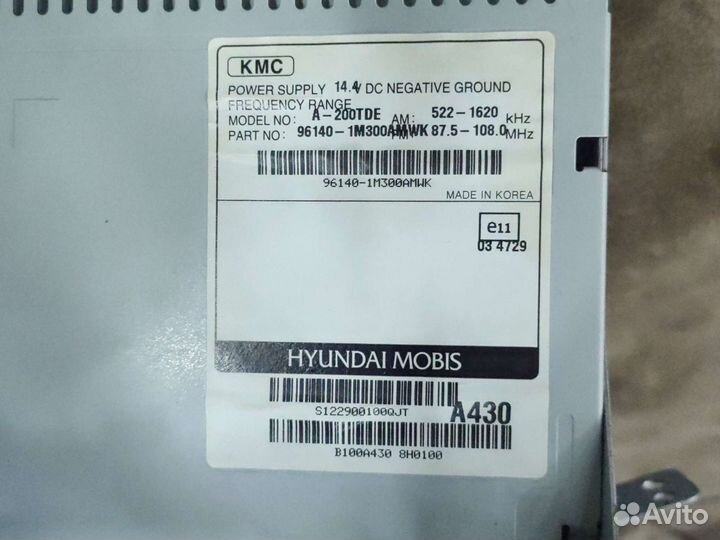 KMC
POWER SUPPLY 14.4V DC NEGATIVE GROUND
FREQUENCY RANGE
MODEL NO: A-200TDE AM: 522-1620 kHz
PART NO: 96140-1M300AMWK 87.5-108.0 MHz
96140-1M300AMWK
MADE IN KOREA
e11
03 4729
HYUNDAI MOBIS
S122900100QJT A430
B100A430 8H0100
Avito